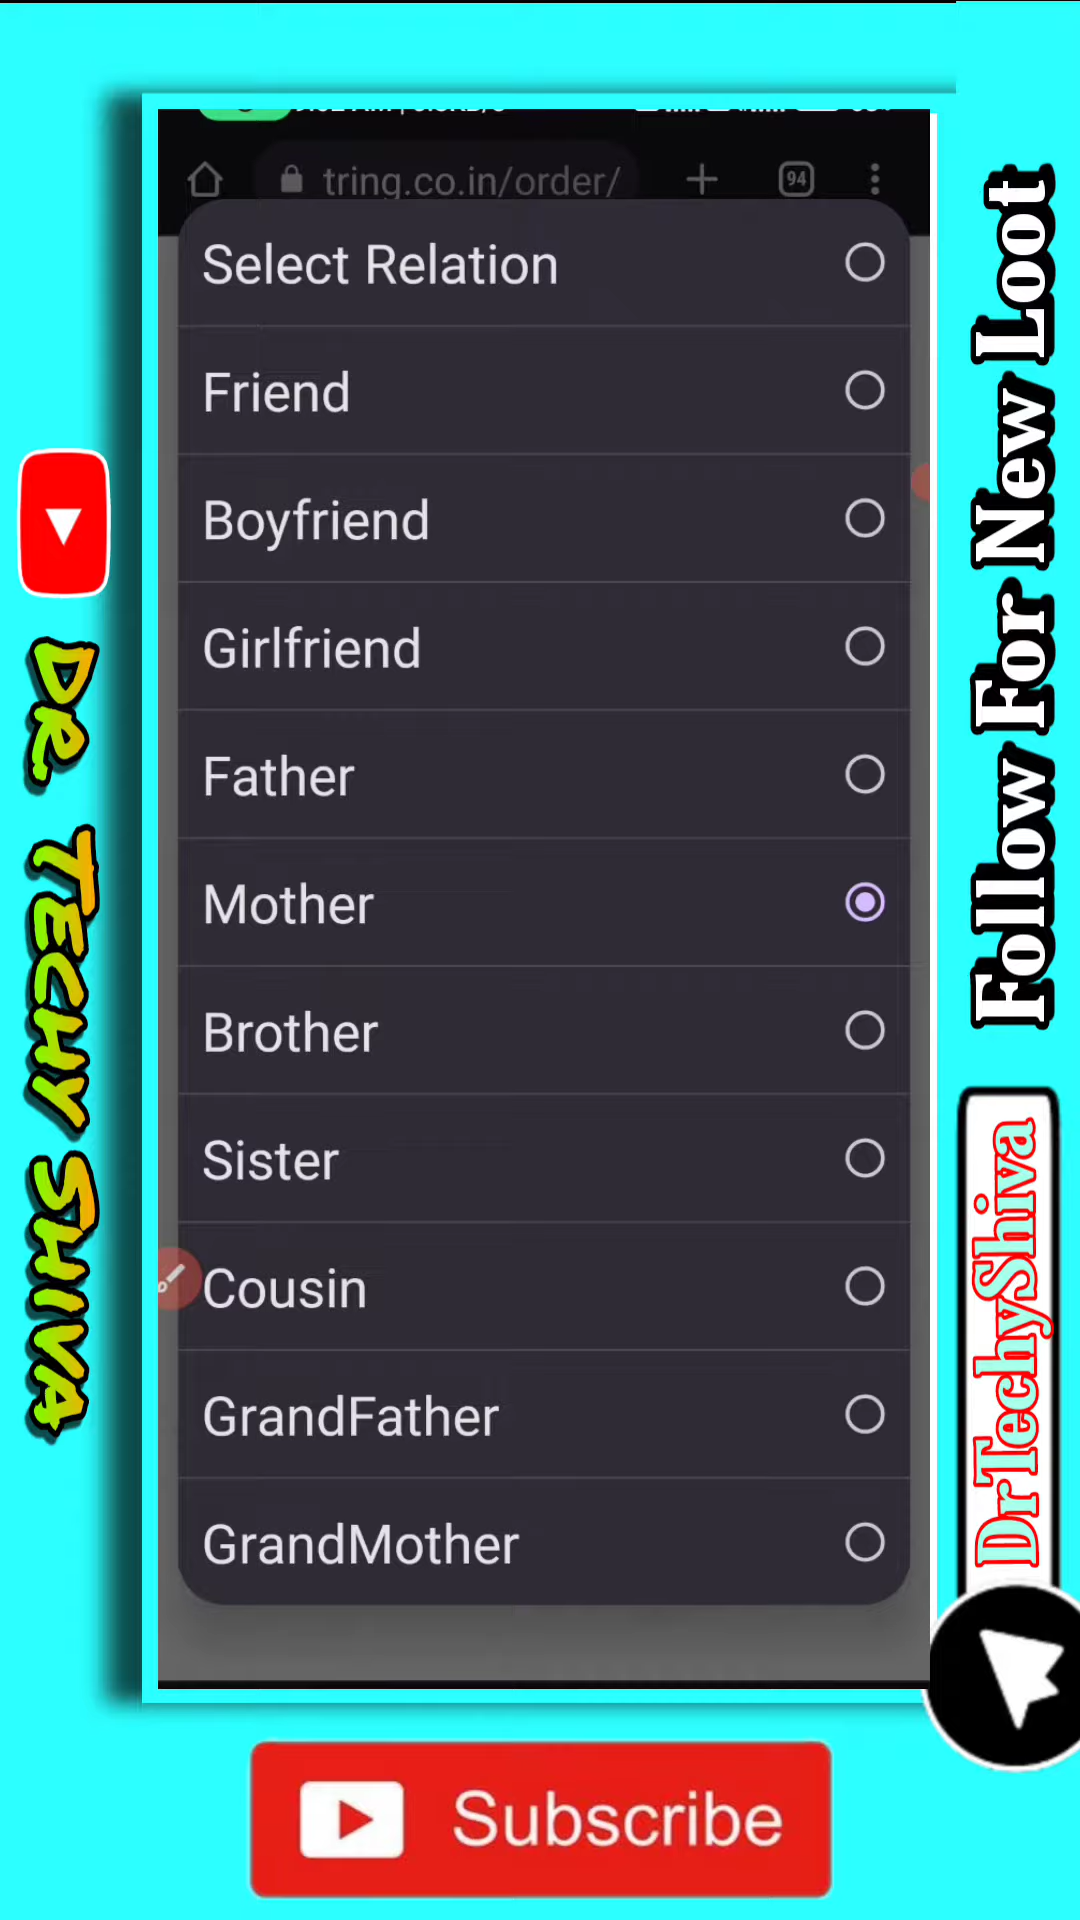 tring.co.in/order/
94
Select Relation
Friend
Boyfriend
Girlfriend
Father
Mother
Brother
Sister
Cousin
GrandFather
GrandMother
DR. TECHY SHIVA
Follow For New Loot
DrTechyShiva
Subscribe